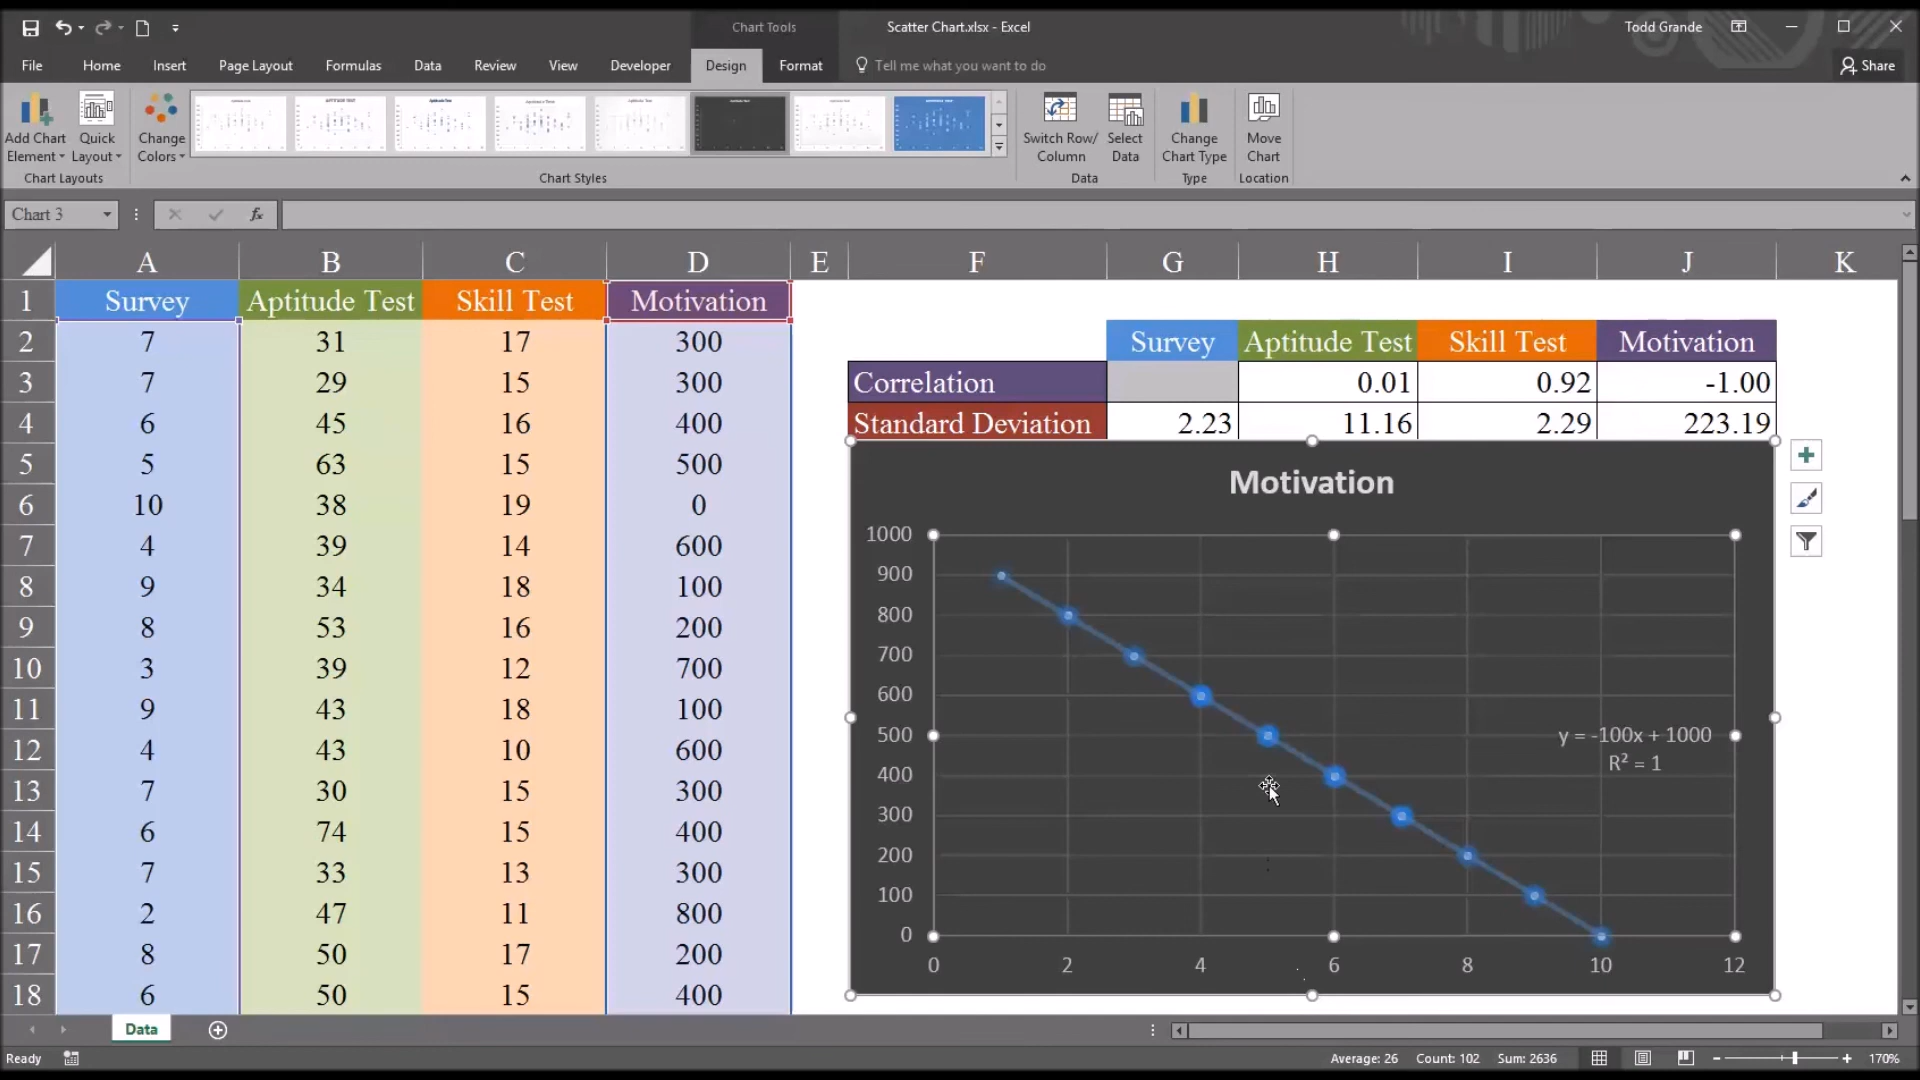 Chart Tools
Scatter Chart.xlsx - Excel
Todd Grande
File Home Insert Page Layout Formulas Data Review View Developer Design Format Tell me what you want to do Share
Add Chart Element
Quick Layout
Change Colors
Switch Row/ Column
Select Data
Change Chart Type
Move Chart
Chart Layouts Chart Styles Data Type Location
Chart 3 fx
A B C D E F G H I J K
1 Survey Aptitude Test Skill Test Motivation
2 7 31 17 300 Survey Aptitude Test Skill Test Motivation
3 7 29 15 300 Correlation 0.01 0.92 -1.00
4 6 45 16 400 Standard Deviation 2.23 11.16 2.29 223.19
5 5 63 15 500
6 10 38 19 0
7 4 39 14 600
8 9 34 18 100
9 8 53 16 200
10 3 39 12 700
11 9 43 18 100
12 4 43 10 600
13 7 30 15 300
14 6 74 15 400
15 7 33 13 300
16 2 47 11 800
17 8 50 17 200
18 6 50 15 400
Motivation
1000
900
800
700
600
500
400
300
200
100
0
y = -100x + 1000
R² = 1
0 2 4 6 8 10 12
Data
Ready Average: 26 Count: 102 Sum: 2636 170%